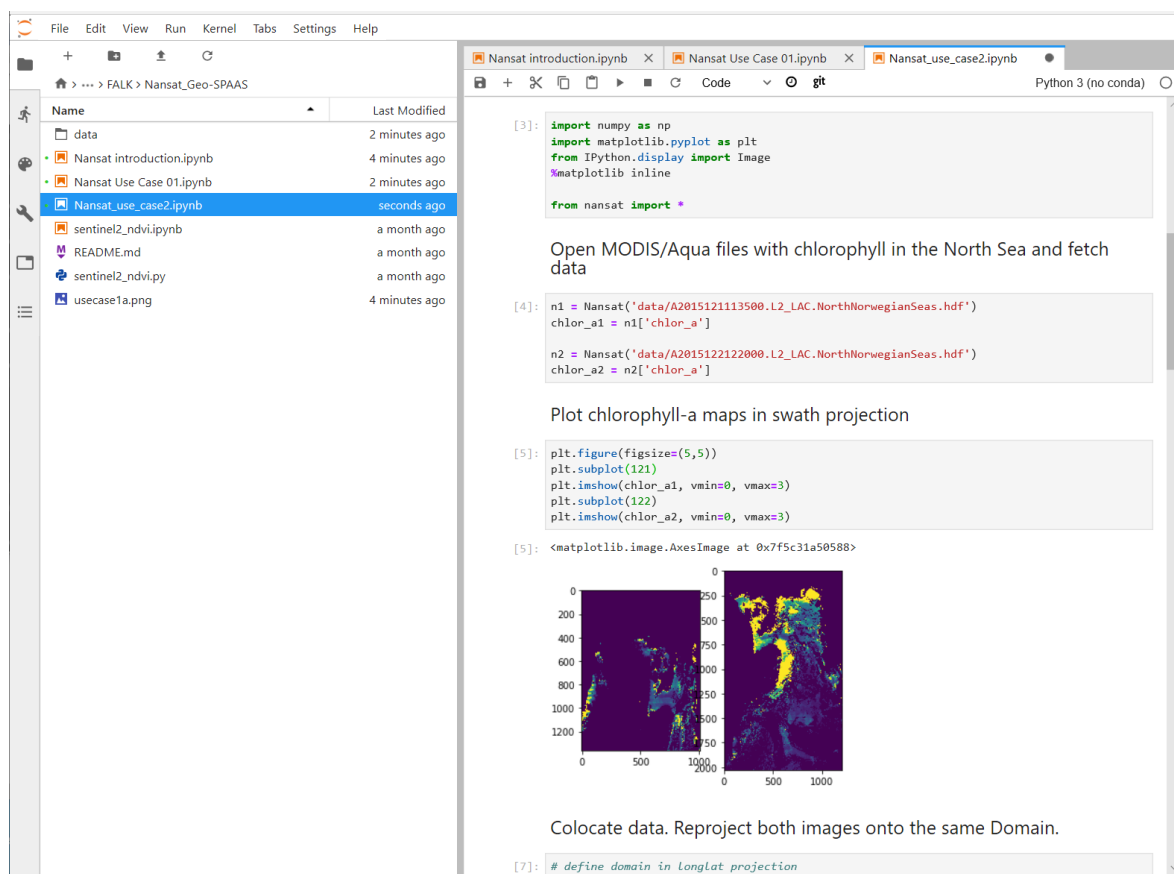 File Edit View Run Kernel Tabs Settings Help
Nansat introduction.ipynb × Nansat Use Case 01.ipynb × Nansat_use_case2.ipynb
··· > FALK > Nansat_Geo-SPAAS
Code git Python 3 (no conda)
Name Last Modified
data 2 minutes ago
Nansat introduction.ipynb 4 minutes ago
Nansat Use Case 01.ipynb 2 minutes ago
Nansat_use_case2.ipynb seconds ago
sentinel2_ndvi.ipynb a month ago
README.md a month ago
sentinel2_ndvi.py a month ago
usecase1a.png 4 minutes ago
[3]: import numpy as np
import matplotlib.pyplot as plt
from IPython.display import Image
%matplotlib inline
from nansat import *
Open MODIS/Aqua files with chlorophyll in the North Sea and fetch
data
[4]: n1 = Nansat('data/A2015121113500.L2_LAC.NorthNorwegianSeas.hdf')
chlor_a1 = n1['chlor_a']
n2 = Nansat('data/A2015122122000.L2_LAC.NorthNorwegianSeas.hdf')
chlor_a2 = n2['chlor_a']
Plot chlorophyll-a maps in swath projection
[5]: plt.figure(figsize=(5,5))
plt.subplot(121)
plt.imshow(chlor_a1, vmin=0, vmax=3)
plt.subplot(122)
plt.imshow(chlor_a2, vmin=0, vmax=3)
[5]: <matplotlib.image.AxesImage at 0x7f5c31a50588>
0
200
400
600
800
1000
1200
0 500
0
2000
0 500 1000
Colocate data. Reproject both images onto the same Domain.
[7]: # define domain in longlat projection